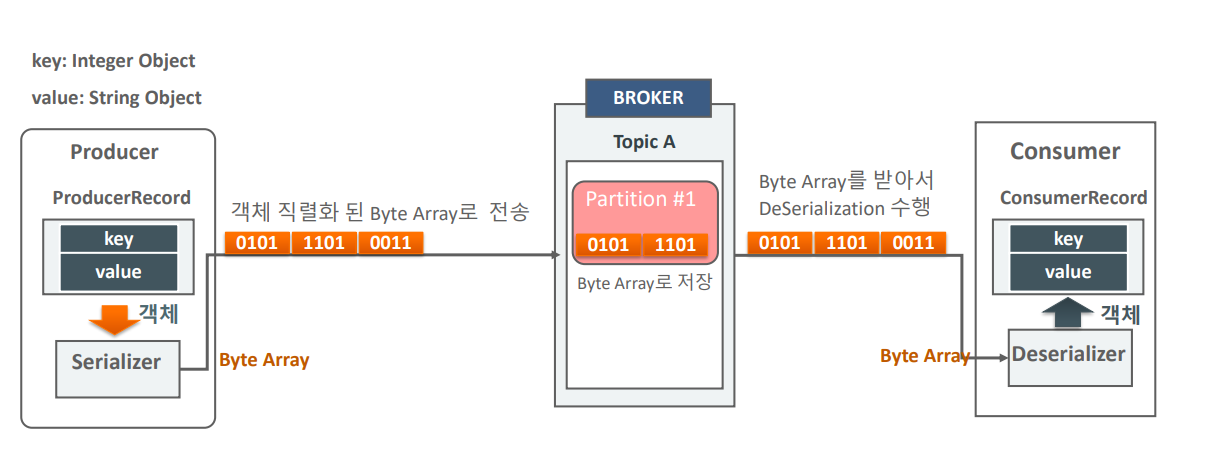 key: Integer Object
value: String Object
Producer
ProducerRecord
key
value
객체
Serializer
Byte Array
객체 직렬화 된 Byte Array로 전송
0101 1101 0011
BROKER
Topic A
Partition #1
0101 1101
Byte Array로 저장
Byte Array를 받아서
DeSerialization 수행
0101 1101 0011
Byte Array
Consumer
ConsumerRecord
key
value
객체
Deserializer